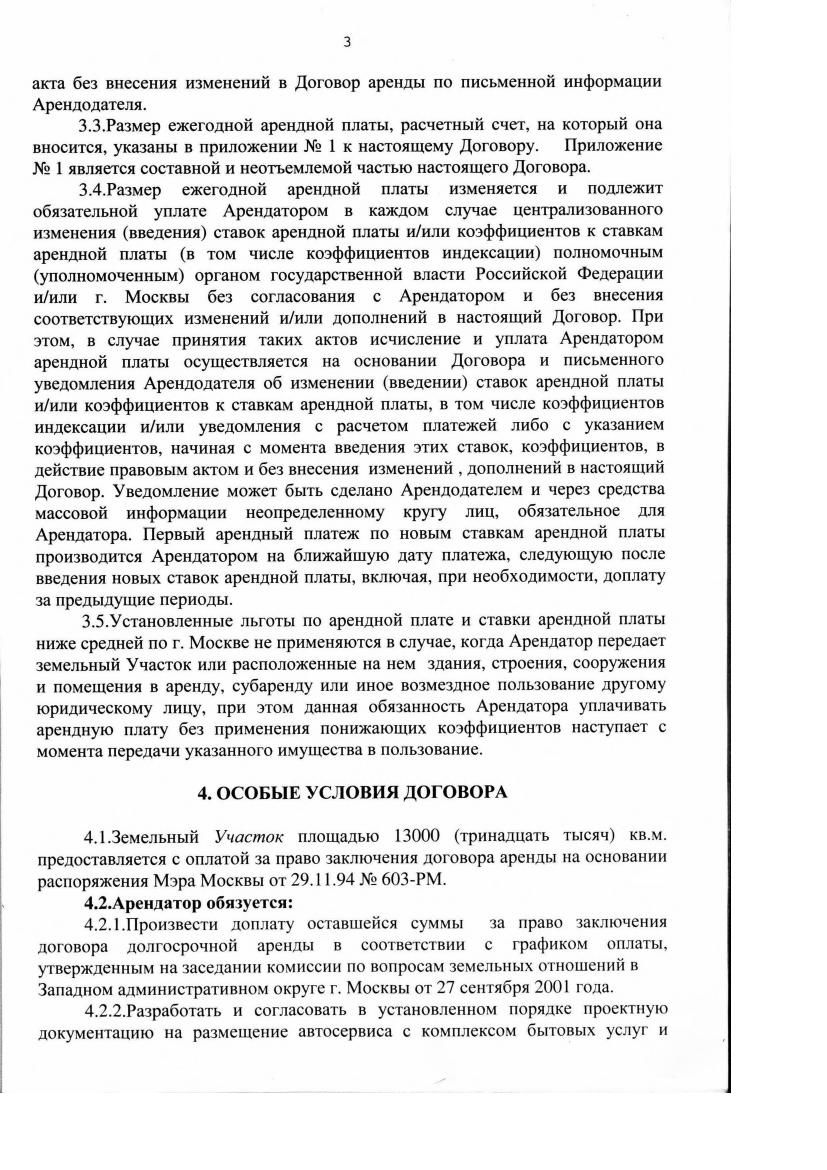 3
акта без внесения изменений в Договор аренды по письменной информации
Арендодателя.
3.3.Размер ежегодной арендной платы, расчетный счет, на который она
вносится, указаны в приложении № 1 к настоящему Договору. Приложение
№ 1 является составной и неотъемлемой частью настоящего Договора.
3.4.Размер ежегодной арендной платы изменяется и подлежит
обязательной уплате Арендатором в каждом случае централизованного
изменения (введения) ставок арендной платы и/или коэффициентов к ставкам
арендной платы (в том числе коэффициентов индексации) полномочным
(уполномоченным) органом государственной власти Российской Федерации
и/или г. Москвы без согласования с Арендатором и без внесения
соответствующих изменений и/или дополнений в настоящий Договор. При
этом, в случае принятия таких актов исчисление и уплата Арендатором
арендной платы осуществляется на основании Договора и письменного
уведомления Арендодателя об изменении (введении) ставок арендной платы
и/или коэффициентов к ставкам арендной платы, в том числе коэффициентов
индексации и/или уведомления с расчетом платежей либо с указанием
коэффициентов, начиная с момента введения этих ставок, коэффициентов, в
действие правовым актом и без внесения изменений , дополнений в настоящий
Договор. Уведомление может быть сделано Арендодателем и через средства
массовой информации неопределенному кругу лиц, обязательное для
Арендатора. Первый арендный платеж по новым ставкам арендной платы
производится Арендатором на ближайшую дату платежа, следующую после
введения новых ставок арендной платы, включая, при необходимости, доплату
за предыдущие периоды.
3.5.Установленные льготы по арендной плате и ставки арендной платы
ниже средней по г. Москве не применяются в случае, когда Арендатор передает
земельный Участок или расположенные на нем здания, строения, сооружения
и помещения в аренду, субаренду или иное возмездное пользование другому
юридическому лицу, при этом данная обязанность Арендатора уплачивать
арендную плату без применения понижающих коэффициентов наступает с
момента передачи указанного имущества в пользование.
4. ОСОБЫЕ УСЛОВИЯ ДОГОВОРА
4.1.Земельный Участок площадью 13000 (тринадцать тысяч) кв.м.
предоставляется с оплатой за право заключения договора аренды на основании
распоряжения Мэра Москвы от 29.11.94 № 603-РМ.
4.2.Арендатор обязуется:
4.2.1.Произвести доплату оставшейся суммы за право заключения
договора долгосрочной аренды в соответствии с графиком оплаты,
утвержденным на заседании комиссии по вопросам земельных отношений в
Западном административном округе г. Москвы от 27 сентября 2001 года.
4.2.2.Разработать и согласовать в установленном порядке проектную
документацию на размещение автосервиса с комплексом бытовых услуг и